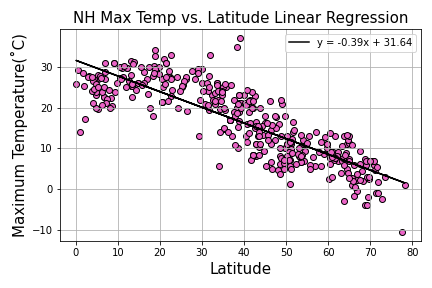 NH Max Temp vs. Latitude Linear Regression
y = -0.39x + 31.64
Maximum Temperature(˚C)
30
20
10
0
−10
0 10 20 30 40 50 60 70 80
Latitude